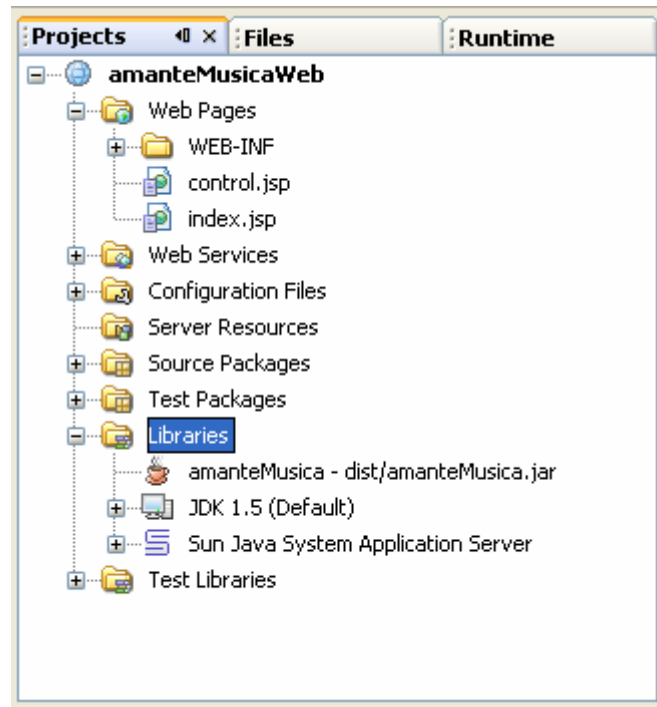 Projects Files Runtime
amanteMusicaWeb
Web Pages
WEB-INF
control.jsp
index.jsp
Web Services
Configuration Files
Server Resources
Source Packages
Test Packages
Libraries
amanteMusica - dist/amanteMusica.jar
JDK 1.5 (Default)
Sun Java System Application Server
Test Libraries